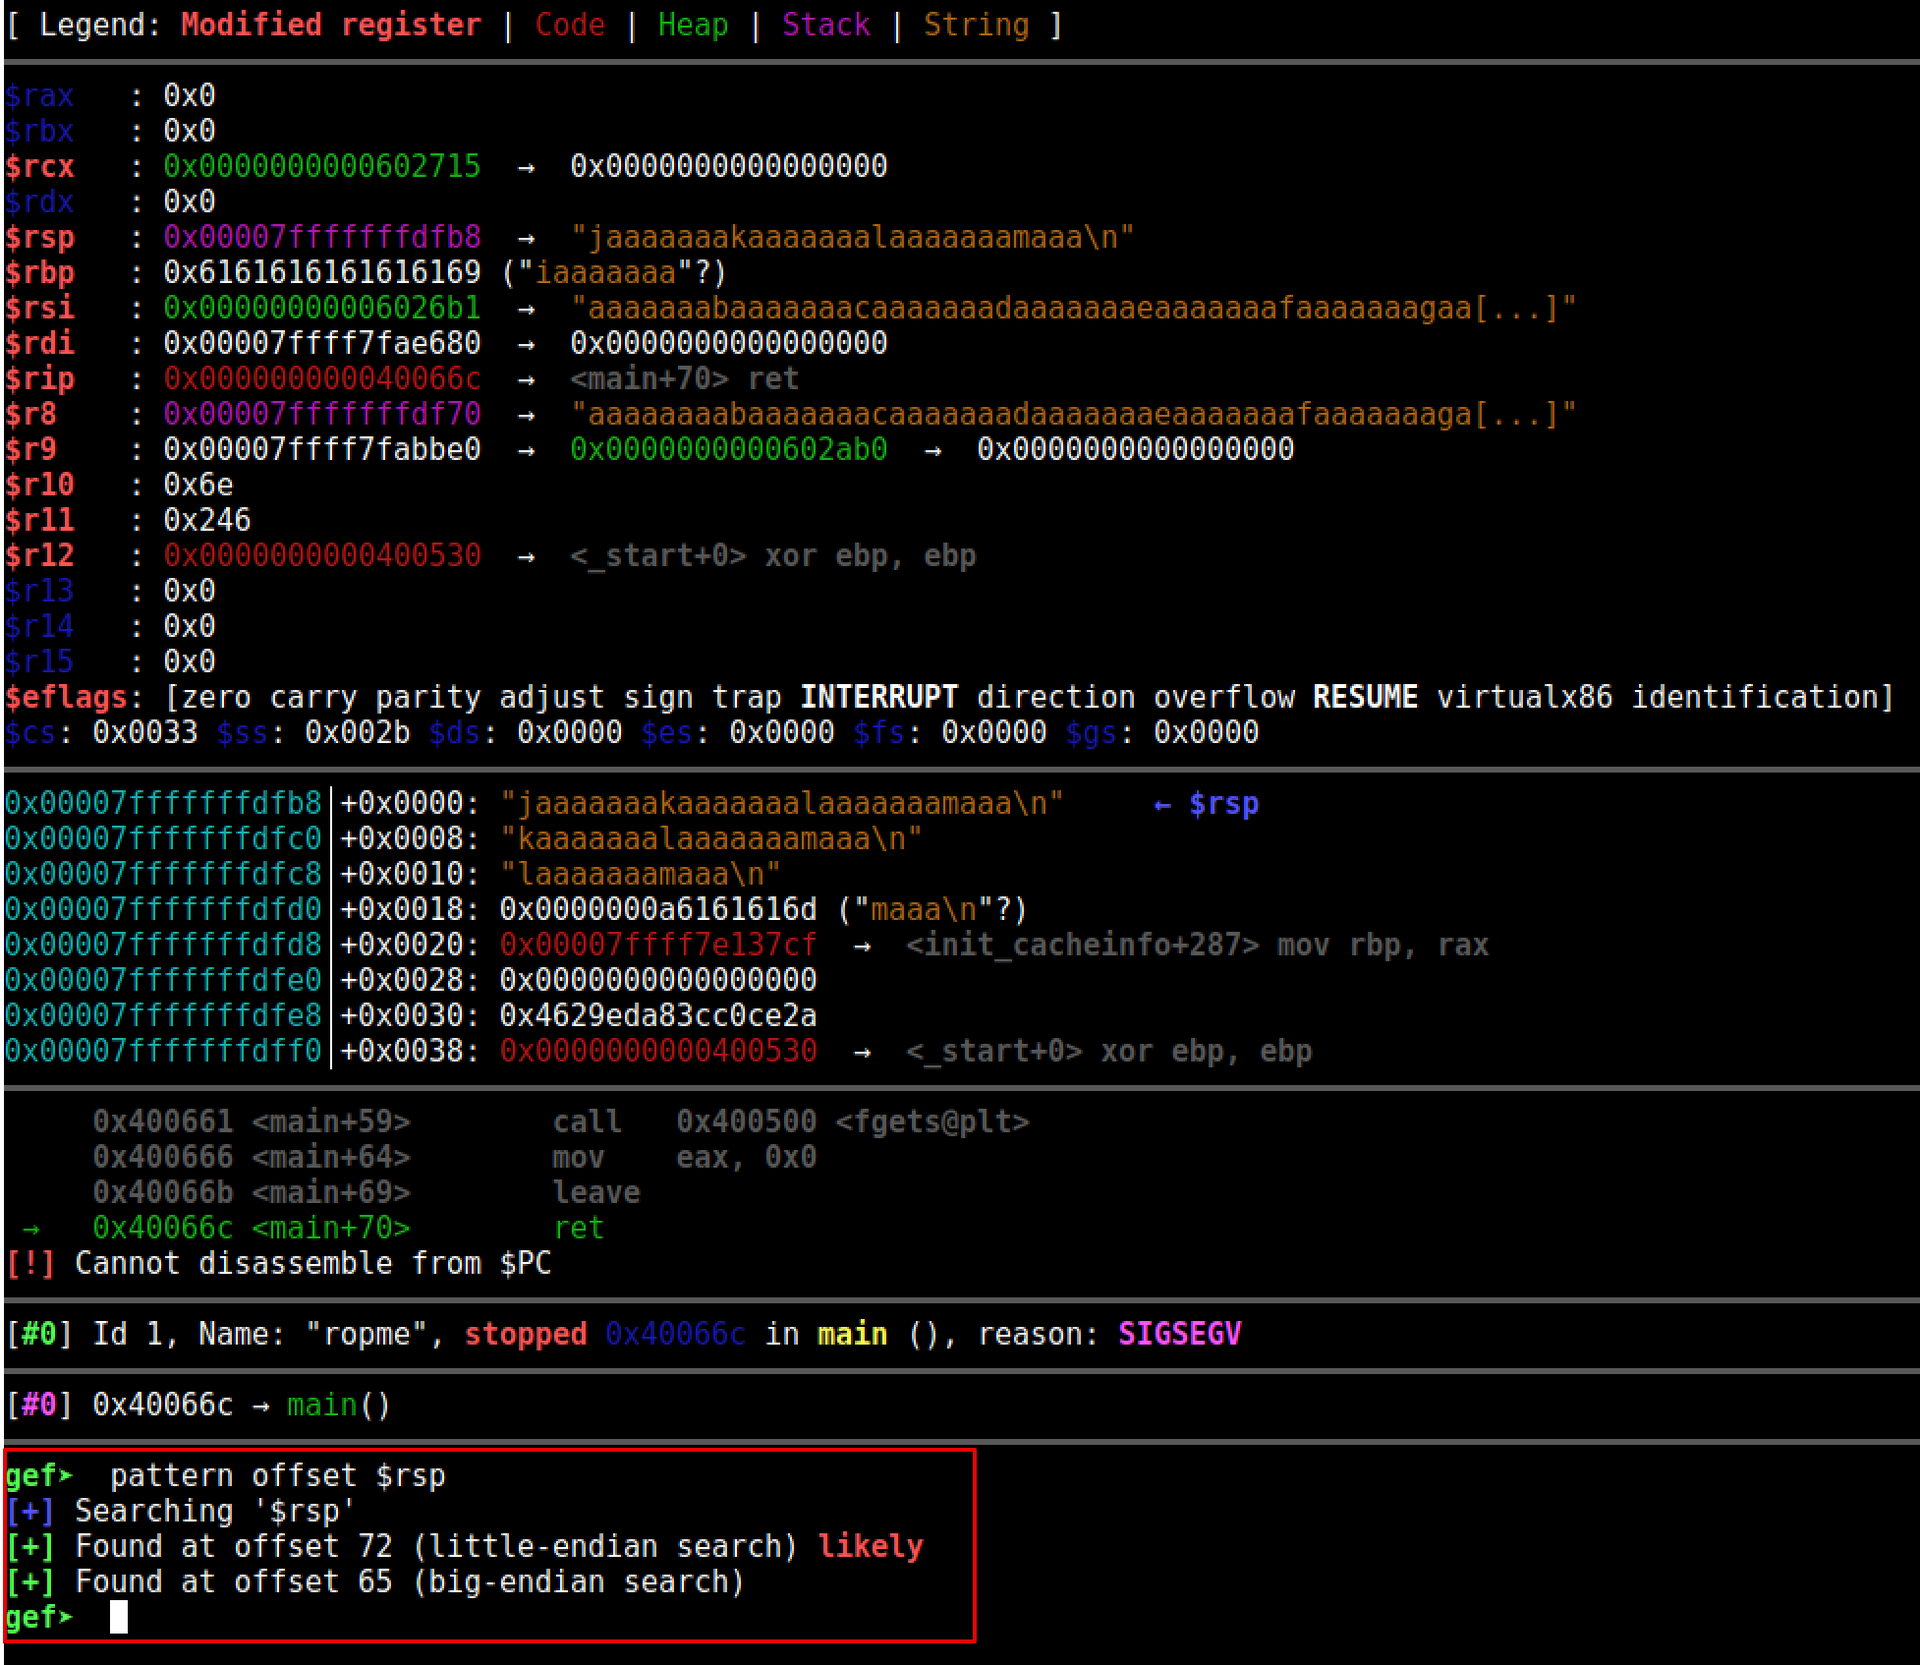 [ Legend: Modified register | Code | Heap | Stack | String ]
$rax   : 0x0
$rbx   : 0x0
$rcx   : 0x0000000000602715  →  0x0000000000000000
$rdx   : 0x0
$rsp   : 0x00007fffffffdfb8  →  "jaaaaaaakaaaaaaalaaaaaaamaaa\n"
$rbp   : 0x6161616161616169 ("iaaaaaaa"?)
$rsi   : 0x00000000006026b1  →  "aaaaaaabaaaaaaacaaaaaaadaaaaaaaeaaaaaaafaaaaaaagaa[...]"
$rdi   : 0x00007ffff7fae680  →  0x0000000000000000
$rip   : 0x000000000040066c  →  <main+70> ret
$r8    : 0x00007fffffffdf70  →  "aaaaaaaabaaaaaaacaaaaaaadaaaaaaaeaaaaaaafaaaaaaaga[...]"
$r9    : 0x00007ffff7fabbe0  →  0x0000000000602ab0  →  0x0000000000000000
$r10   : 0x6e
$r11   : 0x246
$r12   : 0x0000000000400530  →  <_start+0> xor ebp, ebp
$r13   : 0x0
$r14   : 0x0
$r15   : 0x0
$eflags: [zero carry parity adjust sign trap INTERRUPT direction overflow RESUME virtualx86 identification]
$cs: 0x0033 $ss: 0x002b $ds: 0x0000 $es: 0x0000 $fs: 0x0000 $gs: 0x0000
0x00007fffffffdfb8│+0x0000: "jaaaaaaakaaaaaaalaaaaaaamaaa\n"     ← $rsp
0x00007fffffffdfc0│+0x0008: "kaaaaaaalaaaaaaamaaa\n"
0x00007fffffffdfc8│+0x0010: "laaaaaaamaaa\n"
0x00007fffffffdfd0│+0x0018: 0x0000000a6161616d ("maaa\n"?)
0x00007fffffffdfd8│+0x0020: 0x00007ffff7e137cf  →  <init_cacheinfo+287> mov rbp, rax
0x00007fffffffdfe0│+0x0028: 0x0000000000000000
0x00007fffffffdfe8│+0x0030: 0x4629eda83cc0ce2a
0x00007fffffffdff0│+0x0038: 0x0000000000400530  →  <_start+0> xor ebp, ebp
     0x400661 <main+59>        call   0x400500 <fgets@plt>
     0x400666 <main+64>        mov    eax, 0x0
     0x40066b <main+69>        leave
 →   0x40066c <main+70>        ret
[!] Cannot disassemble from $PC
[#0] Id 1, Name: "ropme", stopped 0x40066c in main (), reason: SIGSEGV
[#0] 0x40066c → main()
gef➤  pattern offset $rsp
[+] Searching '$rsp'
[+] Found at offset 72 (little-endian search) likely
[+] Found at offset 65 (big-endian search)
gef➤